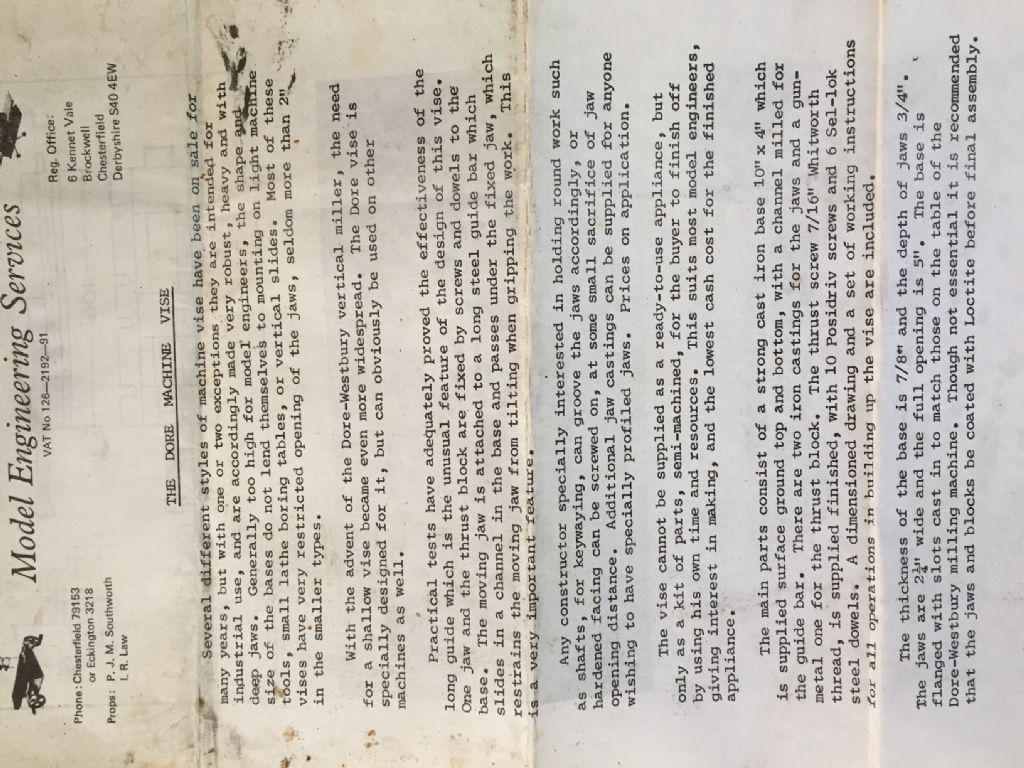 Model Engineering Services
VAT No 126-2192-91
Phone: Chesterfield 79153
or Eckington 3218
Props: P. J. M. Southworth
I. R. Law
Reg. Office:
6 Kennet Vale
Brockwell
Chesterfield
Derbyshire S40 4EW
THE DORE MACHINE VISE
Several different styles of machine vise have been on sale for
many years, but with one or two exceptions they are intended for
industrial use, and are accordingly made very robust, heavy and with
deep jaws. Generally too high for model engineers, the shape and
size of the bases do not lend themselves to mounting on light machine
tools, small lathe boring tables, or vertical slides. Most of these
vises have very restricted opening of the jaws, seldom more than 2"
in the smaller types.
With the advent of the Dore-Westbury vertical miller, the need
for a shallow vise became even more widespread. The Dore vise is
specially designed for it, but can obviously be used on other
machines as well.
Practical tests have adequately proved the effectiveness of the
long guide which is the unusual feature of the design of this vise.
One jaw and the thrust block are fixed by screws and dowels to the
base. The moving jaw is attached to a long steel guide bar which
slides in a channel in the base and passes under the fixed jaw, which
restrains the moving jaw from tilting when gripping the work. This
is a very important feature.
Any constructor specially interested in holding round work such
as shafts, for keywaying, can groove the jaws accordingly, or
hardened facing can be screwed on, at some small sacrifice of jaw
opening distance. Additional jaw castings can be supplied for anyone
wishing to have specially profiled jaws. Prices on application.
The vise cannot be supplied as a ready-to-use appliance, but
only as a kit of parts, semi-machined, for the buyer to finish off
by using his own time and resources. This suits most model engineers,
giving interest in making, and the lowest cash cost for the finished
appliance.
The main parts consist of a strong cast iron base 10" x 4" which
is supplied surface ground top and bottom, with a channel milled for
the guide bar. There are two iron castings for the jaws and a gun-
metal one for the thrust block. The thrust screw 7/16" Whitworth
thread, is supplied finished, with 10 Posidriv screws and 6 Sel-lok
steel dowels. A dimensioned drawing and a set of working instructions
for all operations in building up the vise are included.
The thickness of the base is 7/8" and the depth of jaws 3/4".
The jaws are 2½" wide and the full opening is 5". The base is
flanged with slots cast in to match those on the table of the
Dore-Westbury milling machine. Though not essential it is recommended
that the jaws and blocks be coated with Loctite before final assembly.